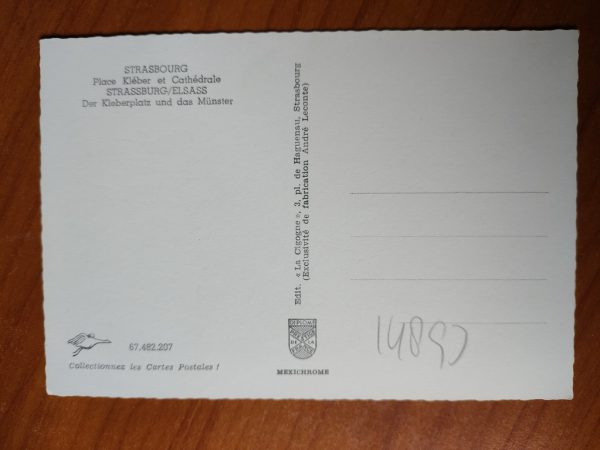 STRASBOURG
Place Kléber et Cathédrale
STRASSBURG/ELSASS
Der Kleberplatz und das Münster
67.482.207
Collectionnez les Cartes Postales !
Edit. « La Cigogne », 3, pl. de Haguenau, Strasbourg
(Exclusivité de fabrication André Leconte)
MEXICHROME